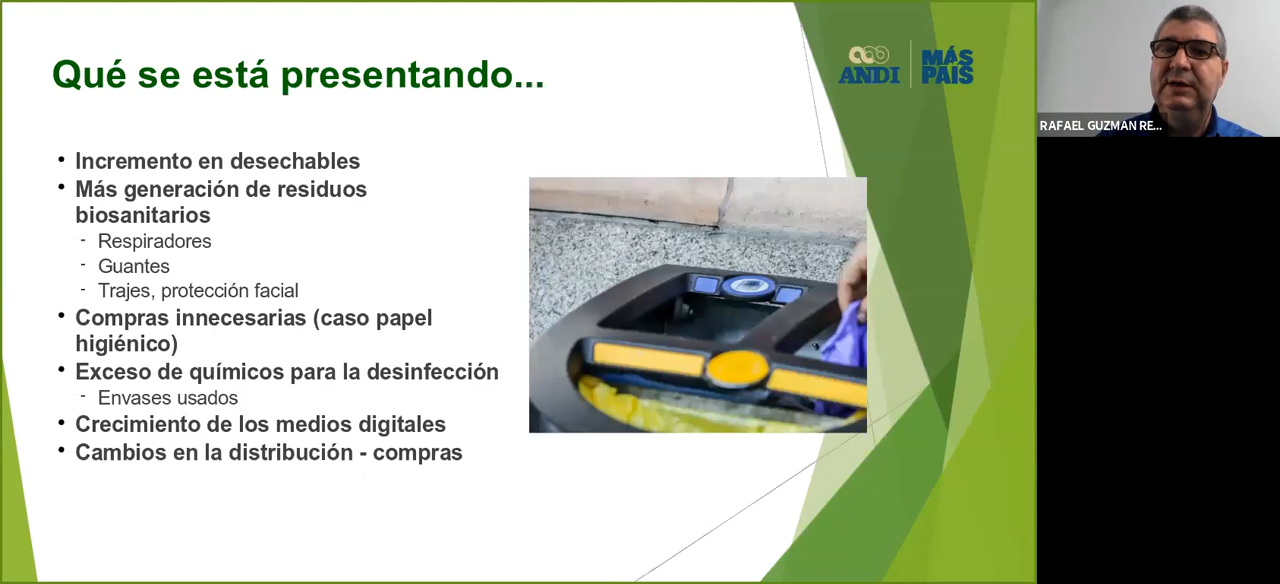 Qué se está presentando...
ANDI
MÁS
PAÍS
• Incremento en desechables
• Más generación de residuos
biosanitarios
- Respiradores
- Guantes
- Trajes, protección facial
• Compras innecesarias (caso papel
higiénico)
• Exceso de químicos para la desinfección
- Envases usados
• Crecimiento de los medios digitales
• Cambios en la distribución - compras
RAFAEL GUZMAN RE...